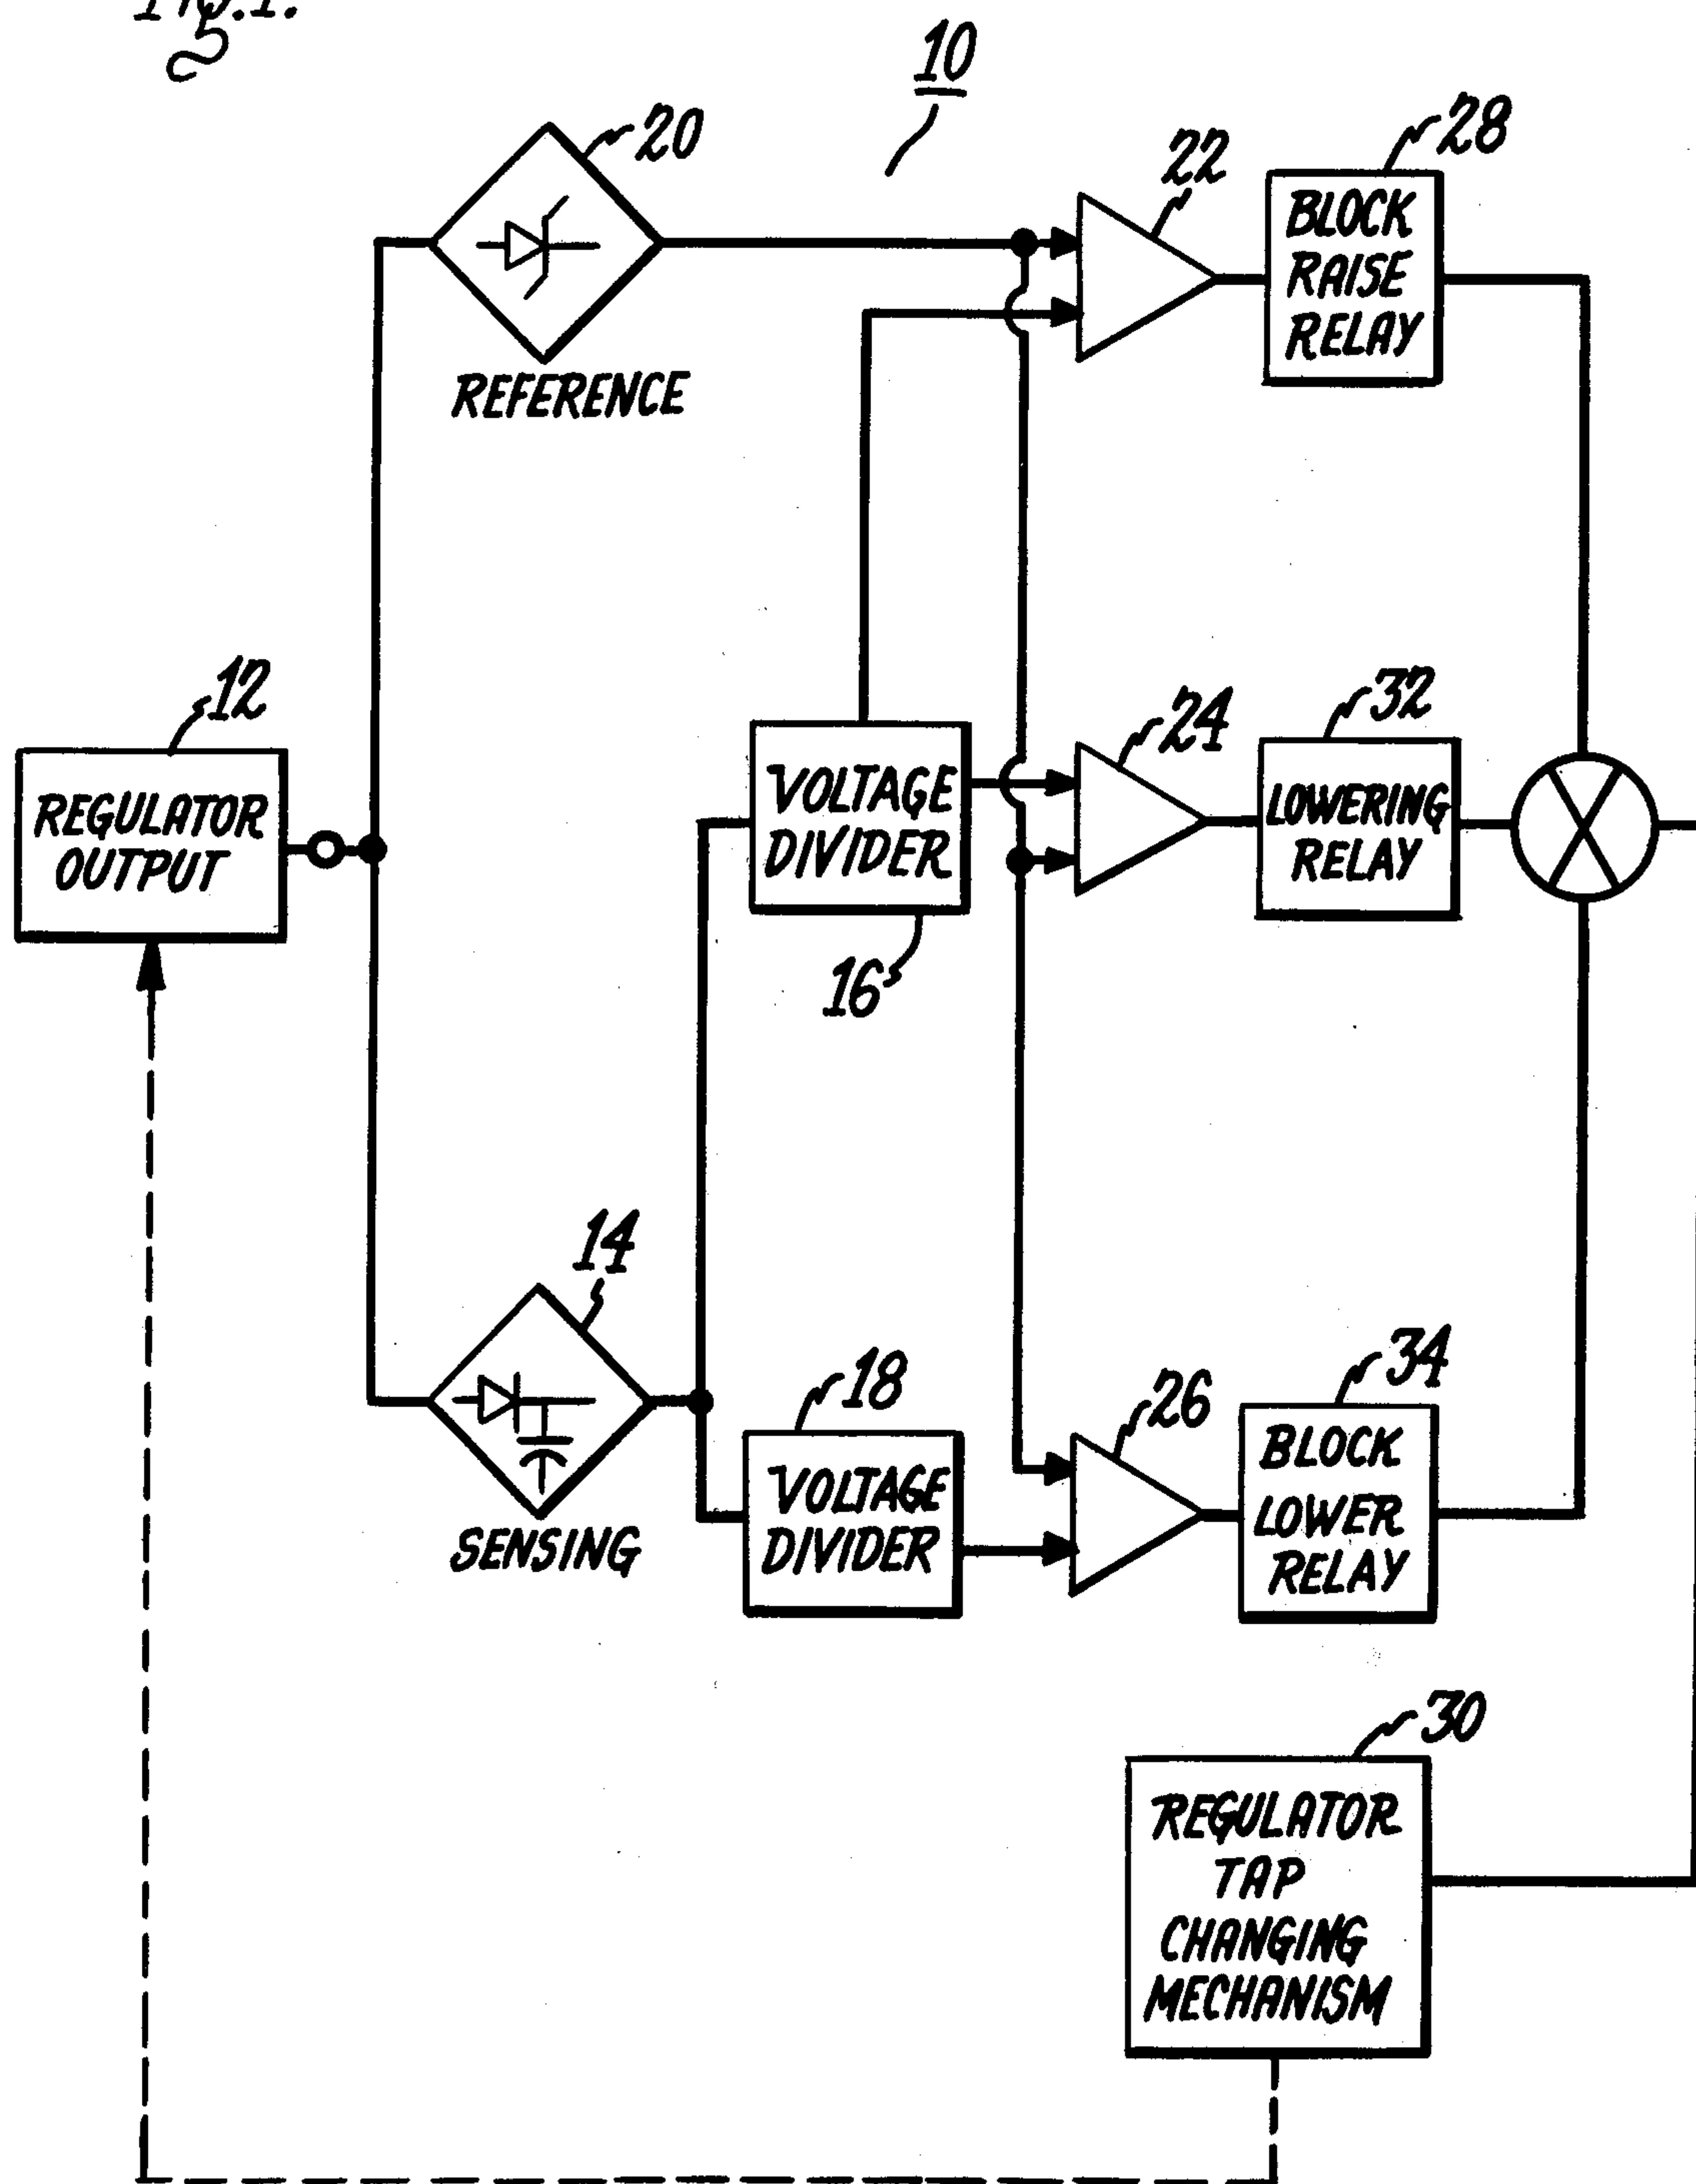 FIG.1.
10
20
22
28
BLOCK
RAISE
RELAY
REFERENCE
12
REGULATOR
OUTPUT
VOLTAGE
DIVIDER
16
24
32
LOWERING
RELAY
14
SENSING
18
VOLTAGE
DIVIDER
26
34
BLOCK
LOWER
RELAY
30
REGULATOR
TAP
CHANGING
MECHANISM